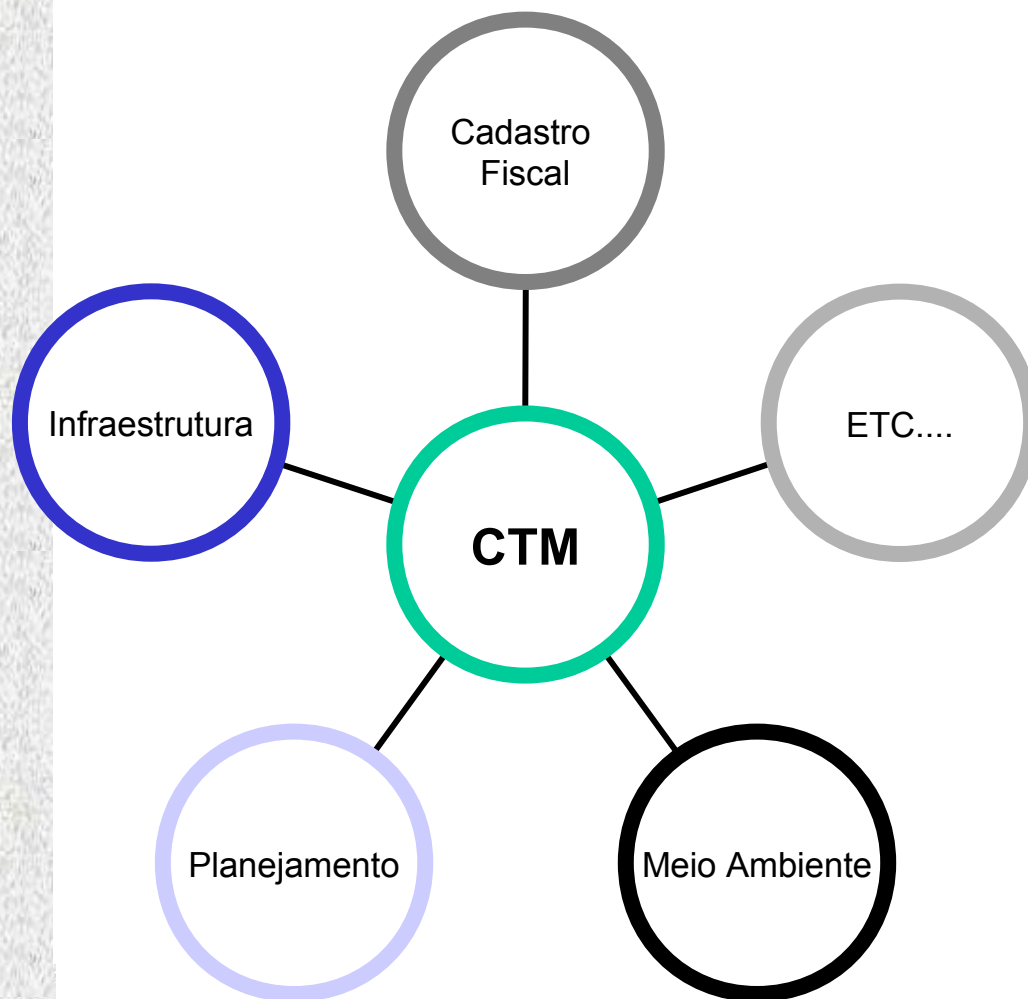 Cadastro
Fiscal
Infraestrutura
ETC....
CTM
Planejamento
Meio Ambiente